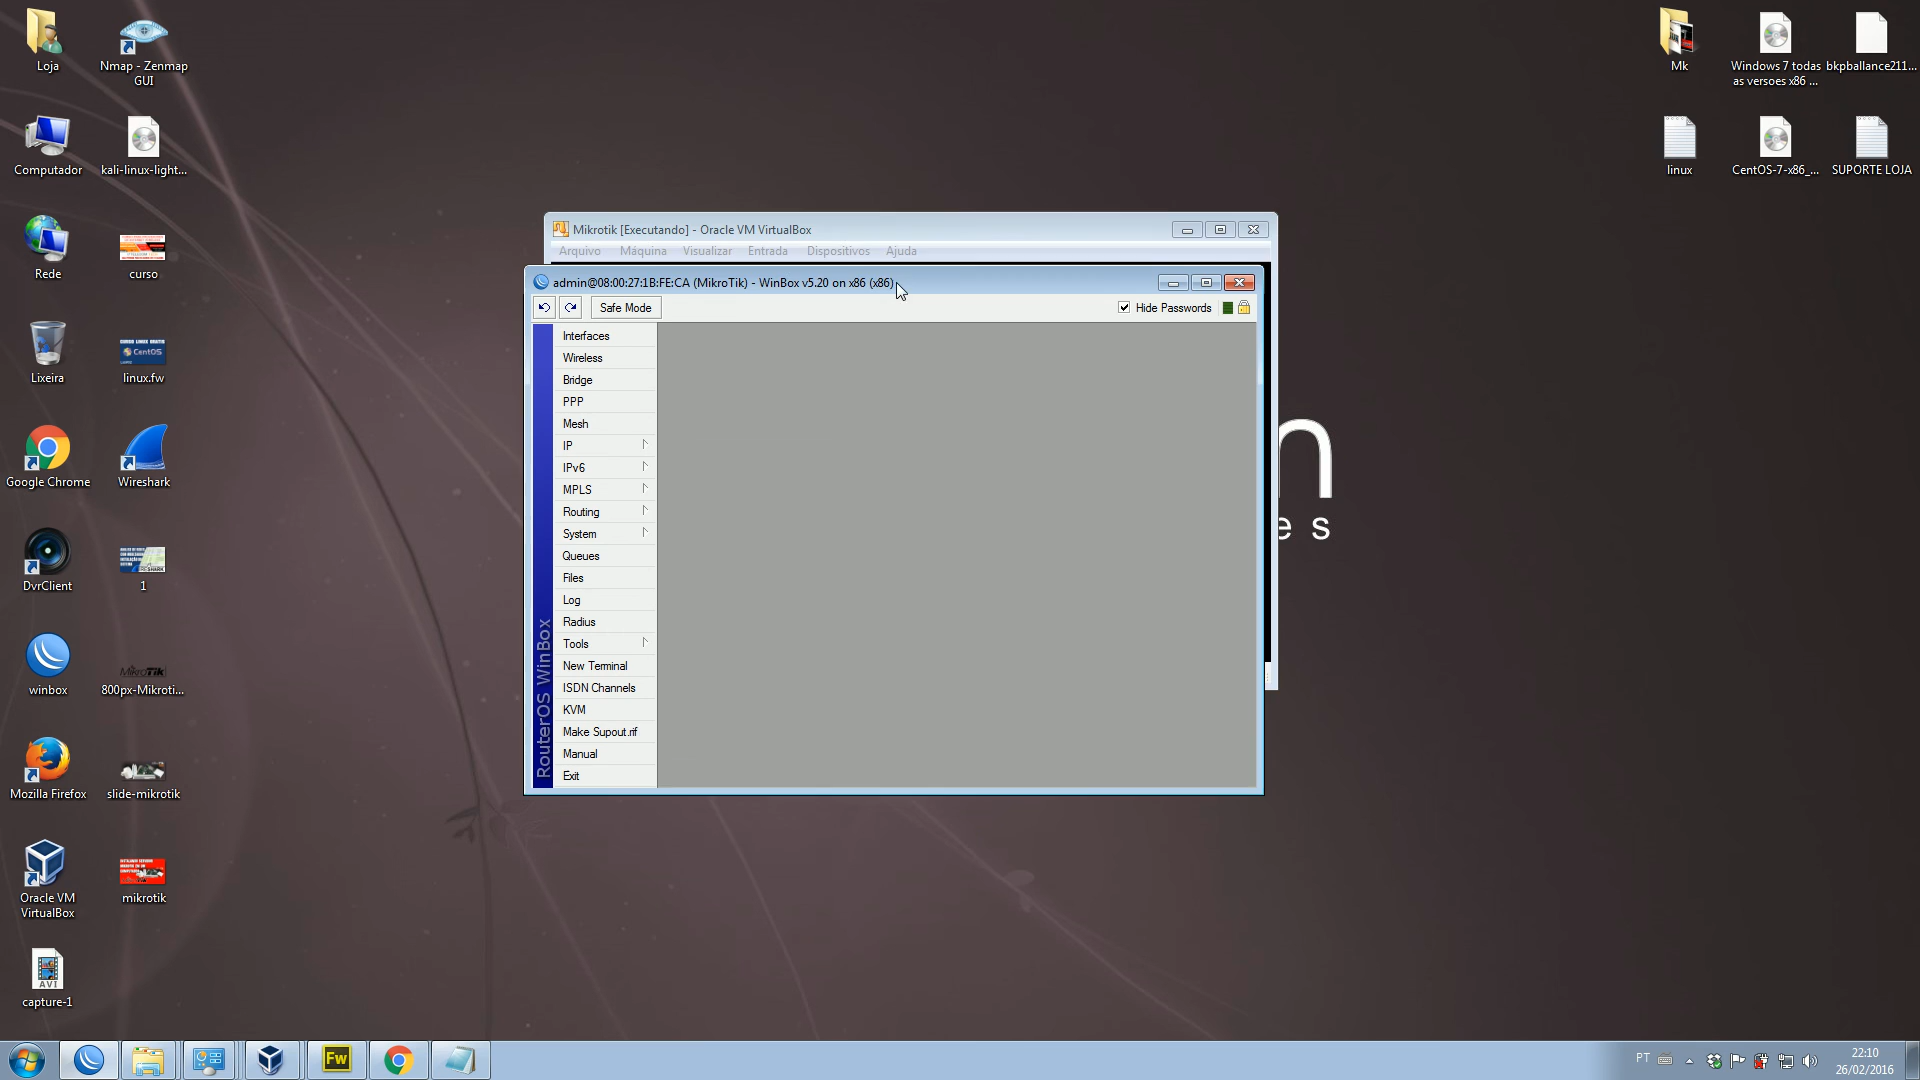 Loja
Nmap - Zenmap
GUI
Computador
kali-linux-light...
Rede
curso
Lixeira
CentOS
linux.fw
Google Chrome
Wireshark
DvrClient
1
winbox
MikroTik
800px-Mikroti...
Mozilla Firefox
slide-mikrotik
Oracle VM
VirtualBox
mikrotik
AVI
capture-1
Mk
Windows 7 todas
as versoes x86 ...
bkpballance211...
linux
CentOS-7-x86_...
SUPORTE LOJA
Mikrotik [Executando] - Oracle VM VirtualBox
Arquivo Máquina Visualizar Entrada Dispositivos Ajuda
admin@08:00:27:1B:FE:CA (MikroTik) - WinBox v5.20 on x86 (x86)
Safe Mode
Hide Passwords
Interfaces
Wireless
Bridge
PPP
Mesh
IP
IPv6
MPLS
Routing
System
Queues
Files
Log
Radius
Tools
New Terminal
ISDN Channels
KVM
Make Supout.rif
Manual
Exit
RouterOS WinBox
n
es
Fw
PT
22:10
26/02/2016